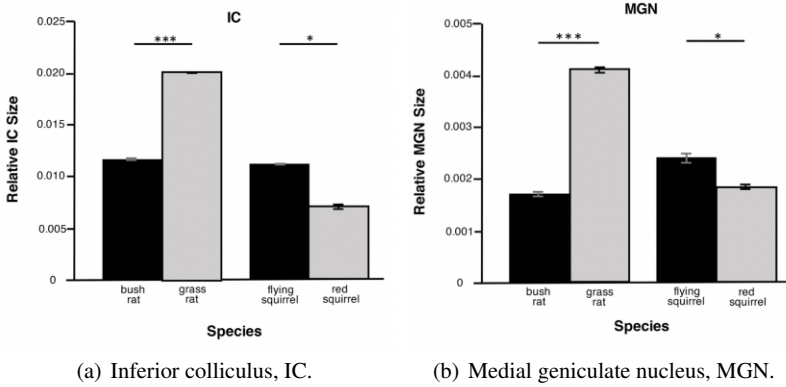 IC
***
*
0.025
0.020
0.015
0.010
0.005
0
Relative IC Size
bush
rat
grass
rat
flying
squirrel
red
squirrel
Species
(a) Inferior colliculus, IC.
MGN
***
*
0.005
0.004
0.003
0.002
0.001
0
Relative MGN Size
bush
rat
grass
rat
flying
squirrel
red
squirrel
Species
(b) Medial geniculate nucleus, MGN.